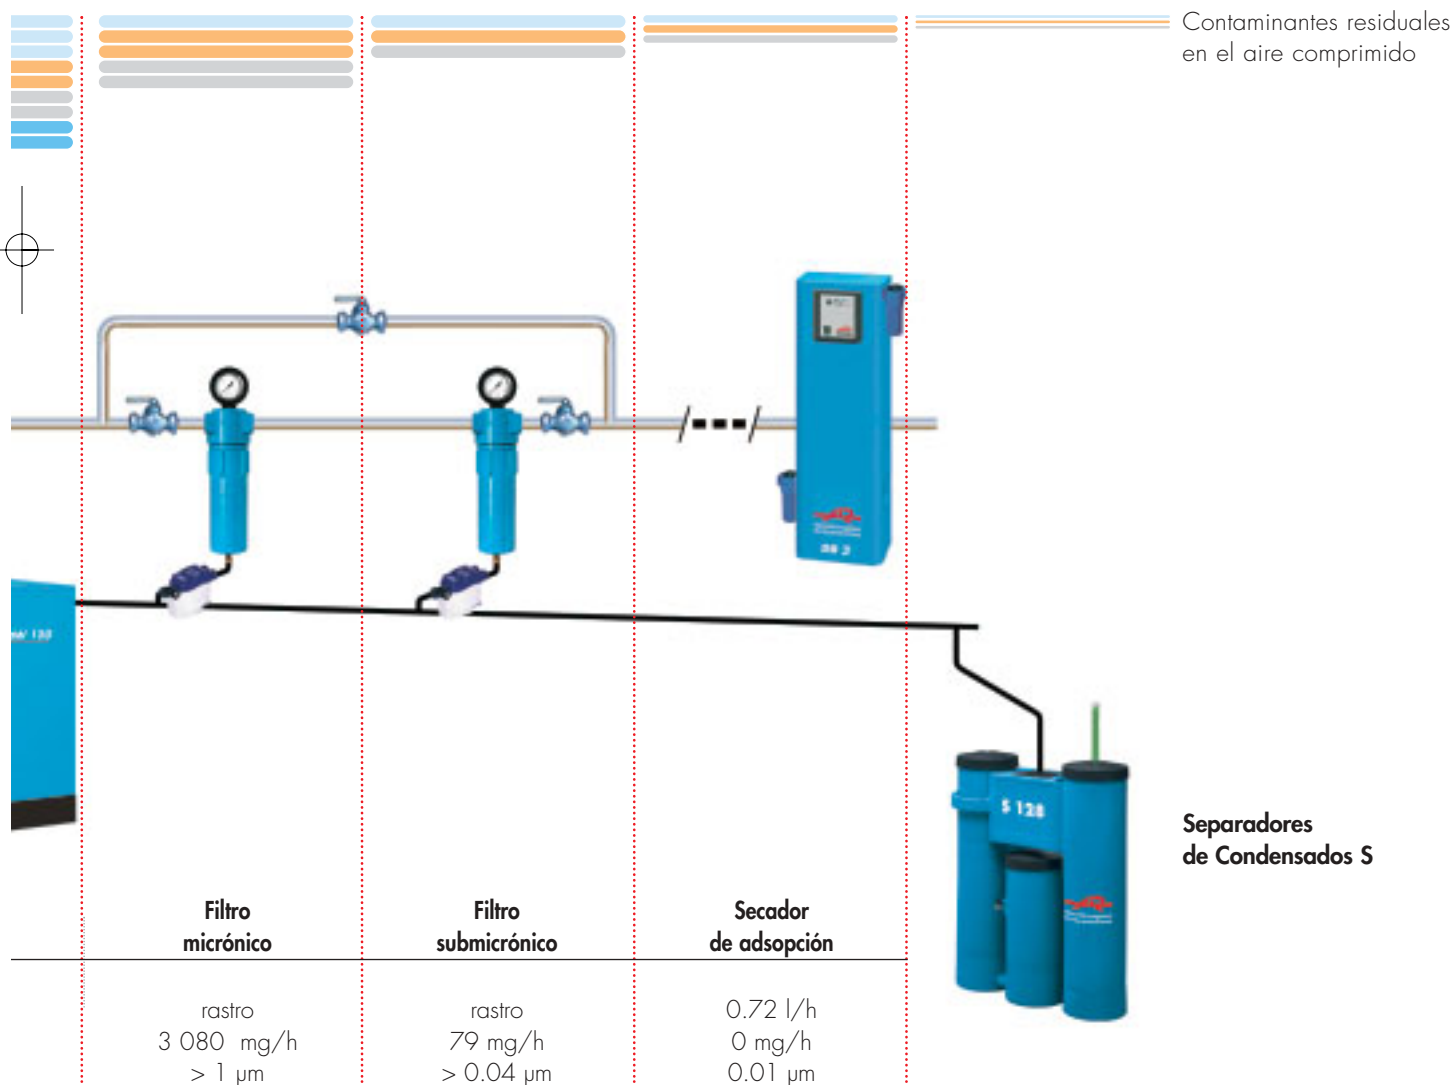 Contaminantes residuales
en el aire comprimido
S 128
Separadores
de Condensados S
Filtro
micrónico
Filtro
submicrónico
Secador
de adsopción
rastro
3 080 mg/h
> 1 µm
rastro
79 mg/h
> 0.04 µm
0.72 l/h
0 mg/h
0.01 µm